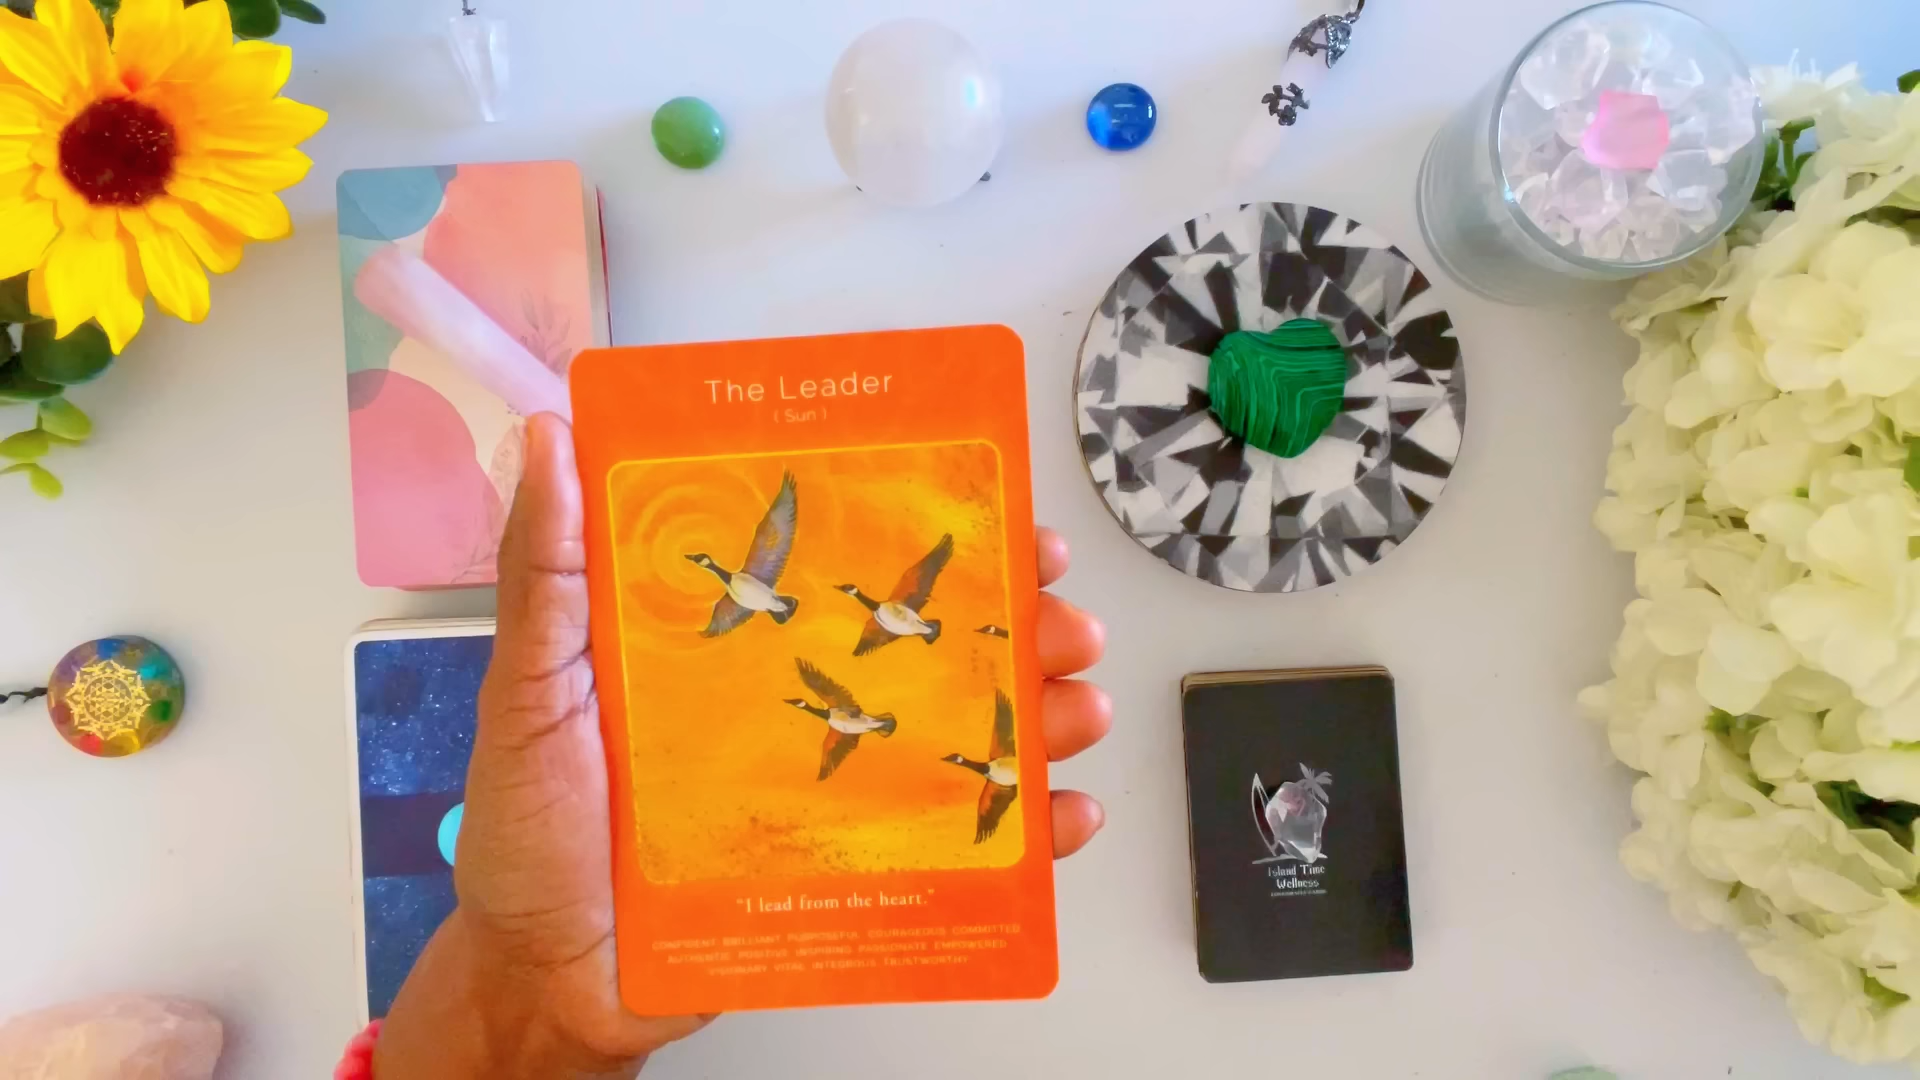 The Leader
( Sun )
"I lead from the heart."
CONFIDENT BRILLIANT PURPOSEFUL COURAGEOUS COMMITTED
AUTHENTIC POSITIVE INSPIRING PASSIONATE EMPOWERED
VISIONARY VITAL INTEGROUS TRUSTWORTHY
Island Time
Wellness